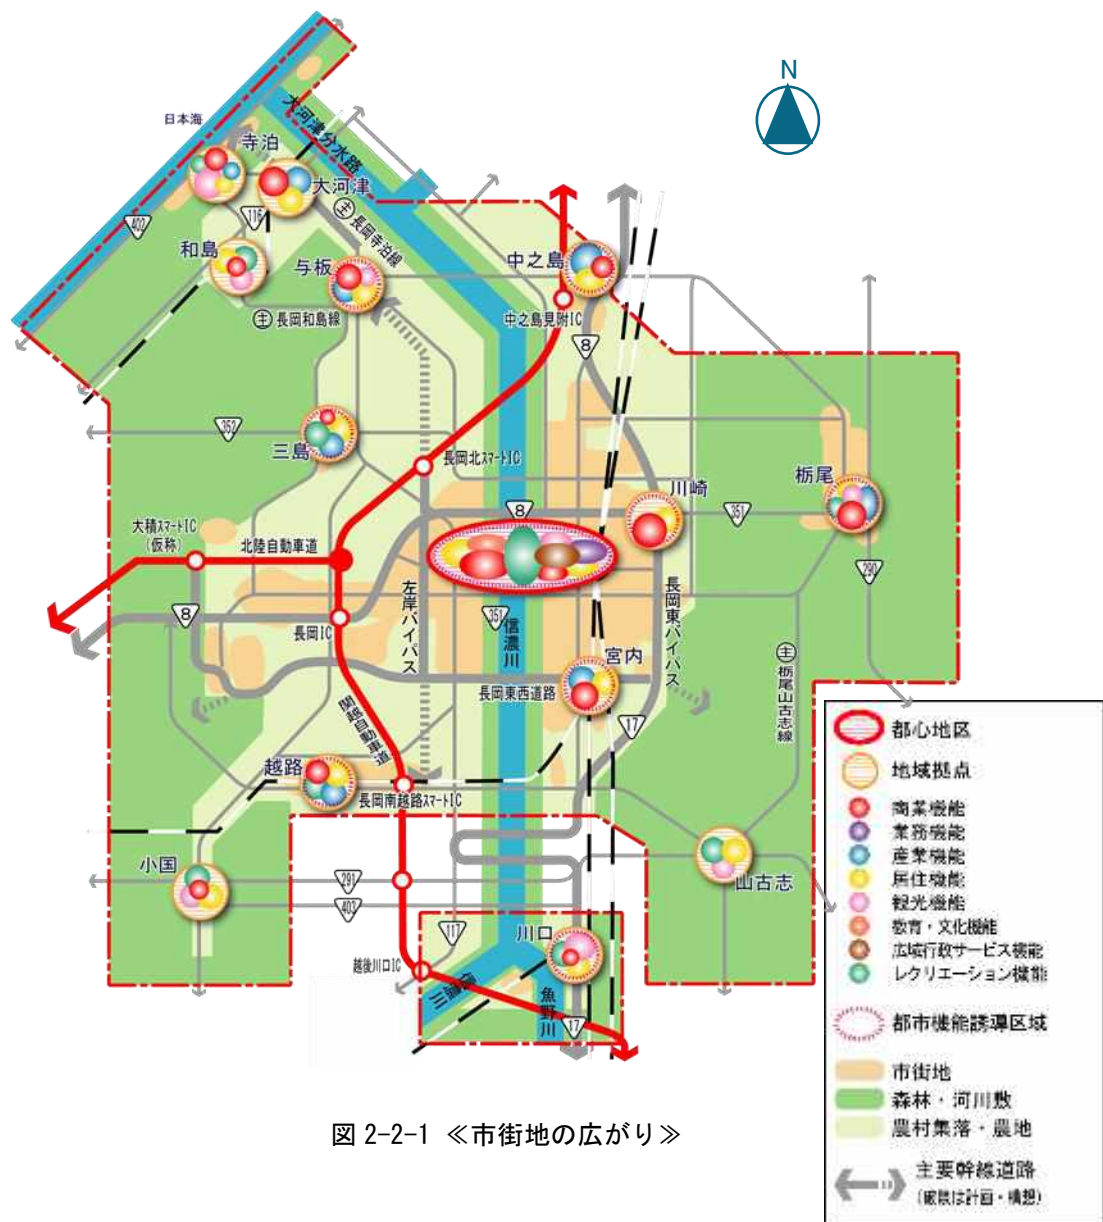 N
日本海
大河津分水路
寺泊
大河津
402
116
主 長岡寺泊線
和島
与板
中之島
主 長岡和島線
中之島見附IC
8
352
三島
長岡北スマートIC
川崎
栃尾
大積スマートIC
(仮称)
北陸自動車道
8
351
290
8
長岡IC
左岸バイパス
351
信濃川
長岡東バイパス
宮内
長岡東西道路
主 栃尾山古志線
関越自動車道
17
越路
長岡南越路スマートIC
小国
291
403
山古志
117
川口
越後川口IC
信濃川
魚野川
17
都心地区
地域拠点
商業機能
業務機能
産業機能
居住機能
観光機能
教育・文化機能
広域行政サービス機能
レクリエーション機能
都市機能誘導区域
市街地
森林・河川敷
農村集落・農地
主要幹線道路
(破線は計画・構想)
図 2-2-1 ≪市街地の広がり≫